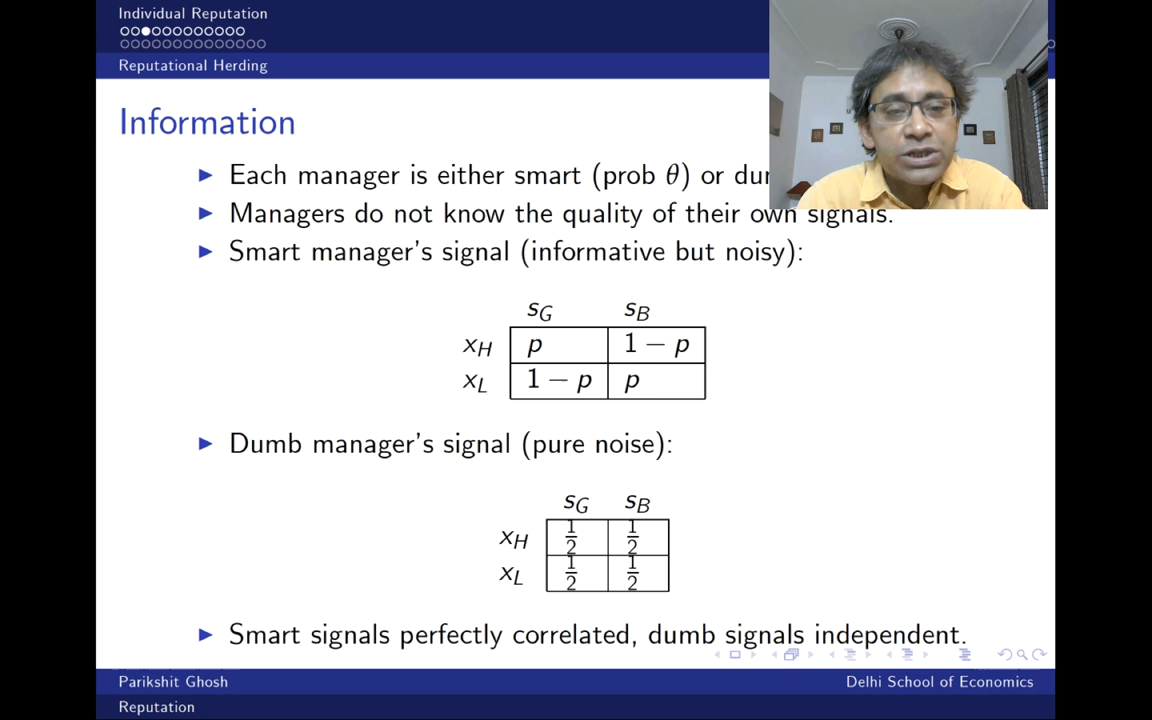 Individual Reputation
Reputational Herding
Information
Each manager is either smart (prob θ) or
Managers do not know the quality of their own signals.
Smart manager's signal (informative but noisy):
s_G s_B
x_H p 1 − p
x_L 1 − p p
Dumb manager's signal (pure noise):
s_G s_B
x_H 1/2 1/2
x_L 1/2 1/2
Smart signals perfectly correlated, dumb signals independent.
Parikshit Ghosh Delhi School of Economics
Reputation